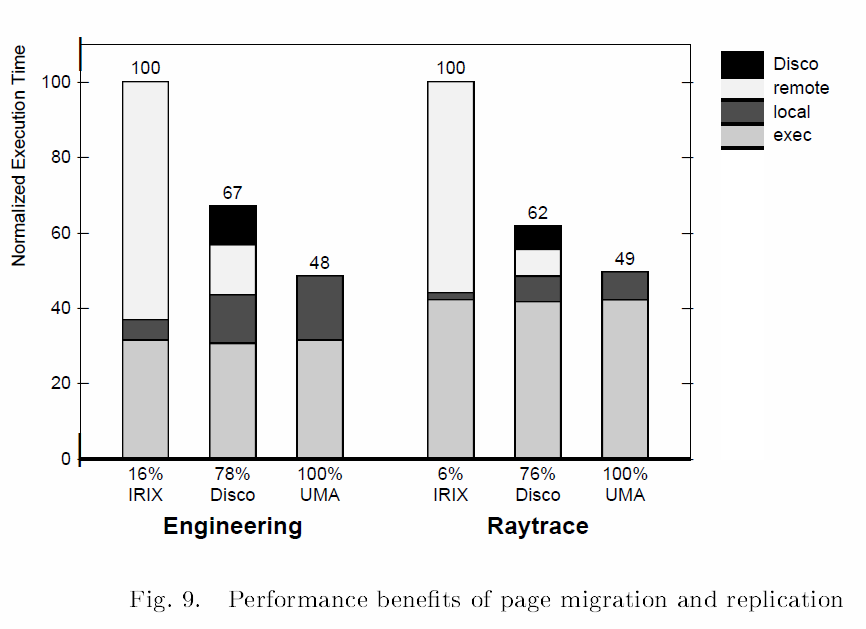 Normalized Execution Time
100
80
60
40
20
0
100
67
48
100
62
49
Disco
remote
local
exec
16% 78% 100% 6% 76% 100%
IRIX Disco UMA IRIX Disco UMA
Engineering Raytrace
Fig. 9. Performance benefits of page migration and replication